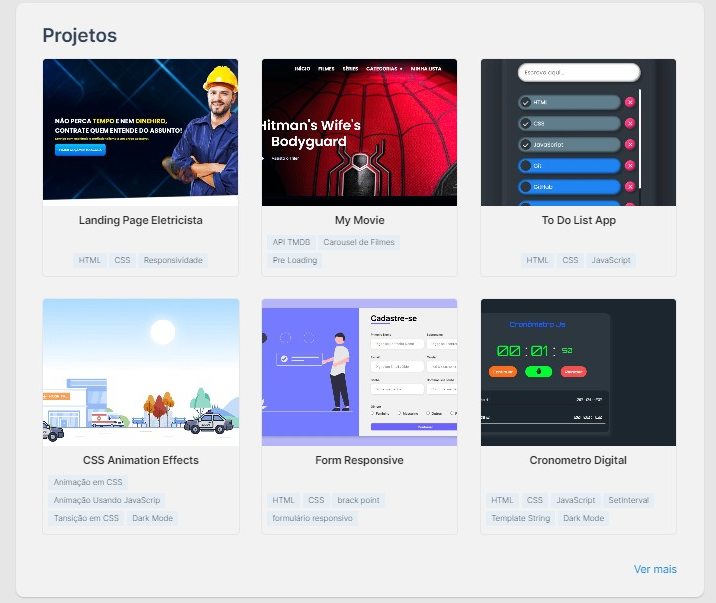 Projetos
NÃO PERCA TEMPO E NEM DINHEIRO,
CONTRATE QUEM ENTENDE DO ASSUNTO!
Landing Page Eletricista
HTML CSS Responsividade
INÍCIO FILMES SÉRIES CATEGORIAS MINHA LISTA
Hitman's Wife's
Bodyguard
My Movie
API TMDB Carousel de Filmes
Pre Loading
Escreva aqui...
HTML
CSS
JavaScript
Git
GitHub
To Do List App
HTML CSS JavaScript
CSS Animation Effects
Animação em CSS
Animação Usando JavaScrip
Tansição em CSS Dark Mode
Cadastre-se
Form Responsive
HTML CSS brack point
formulário responsivo
Cronometro Js
00:01:
Continuar
Cronometro Digital
HTML CSS JavaScript SetInterval
Template String Dark Mode
Ver mais